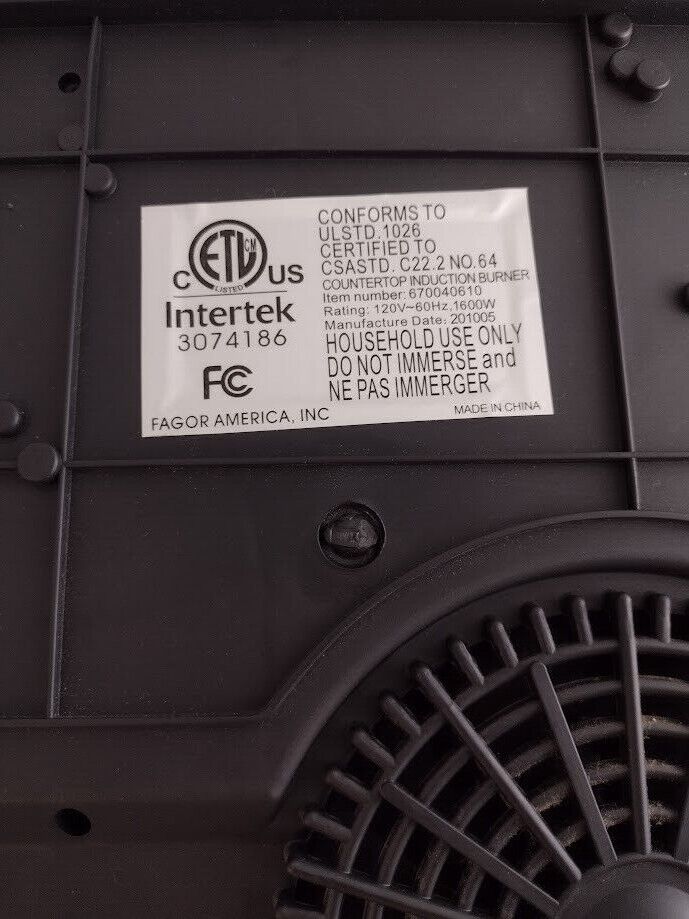 ETL CM
C US
LISTED
Intertek
3074186
FC
FAGOR AMERICA, INC
CONFORMS TO
ULSTD.1026
CERTIFIED TO
CSASTD. C22.2 NO.64
COUNTERTOP INDUCTION BURNER
Item number: 670040610
Rating: 120V~60Hz,1600W
Manufacture Date: 201005
HOUSEHOLD USE ONLY
DO NOT IMMERSE and
NE PAS IMMERGER
MADE IN CHINA